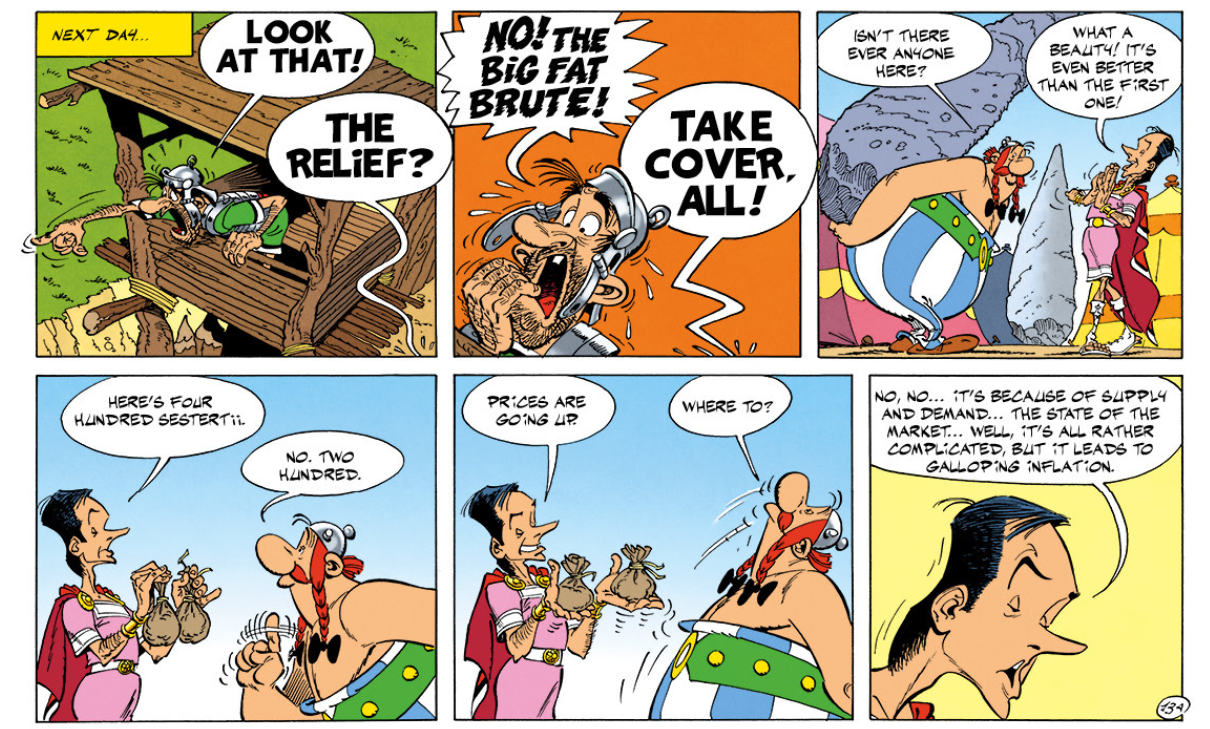 NEXT DAY...
LOOK
AT THAT!
THE
RELIEF?
NO! THE
BIG FAT
BRUTE!
TAKE
COVER,
ALL!
ISN'T THERE
EVER ANYONE
HERE?
WHAT A
BEAUTY! IT'S
EVEN BETTER
THAN THE FIRST
ONE!
HERE'S FOUR
HUNDRED SESTERTII.
NO. TWO
HUNDRED.
PRICES ARE
GOING UP.
WHERE TO?
NO, NO... IT'S BECAUSE OF SUPPLY
AND DEMAND... THE STATE OF THE
MARKET... WELL, IT'S ALL RATHER
COMPLICATED, BUT IT LEADS TO
GALLOPING INFLATION.
13A